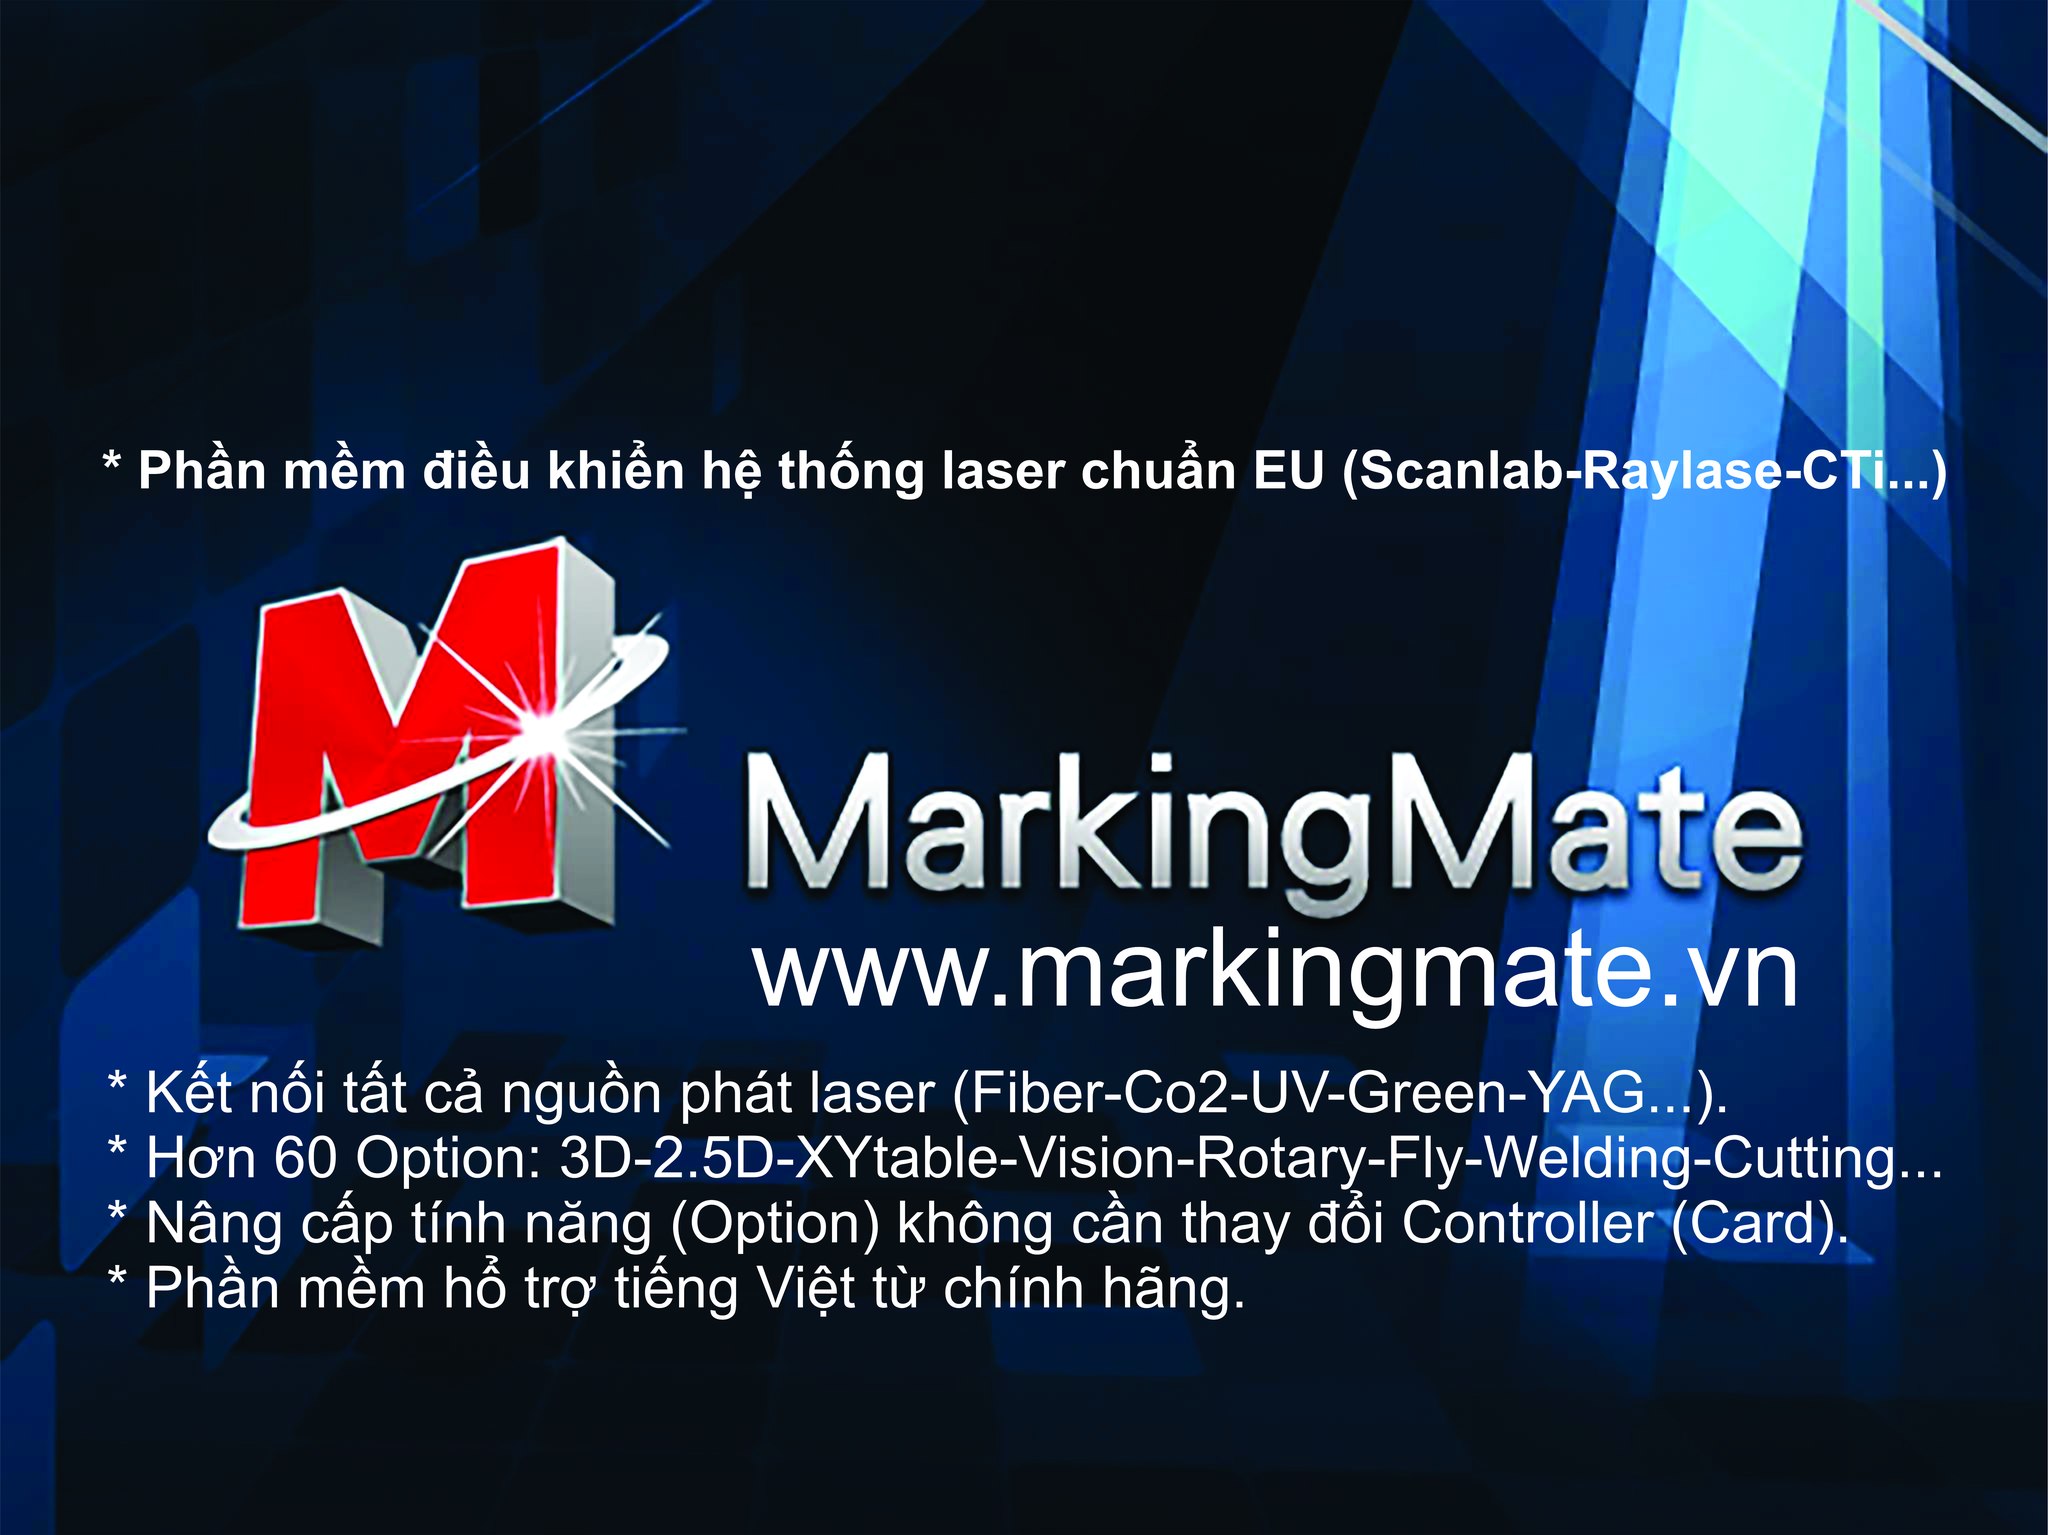 * Phần mềm điều khiển hệ thống laser chuẩn EU (Scanlab-Raylase-CTi...)
M
MarkingMate
www.markingmate.vn
* Kết nối tất cả nguồn phát laser (Fiber-Co2-UV-Green-YAG...).
* Hơn 60 Option: 3D-2.5D-XYtable-Vision-Rotary-Fly-Welding-Cutting...
* Nâng cấp tính năng (Option) không cần thay đổi Controller (Card).
* Phần mềm hổ trợ tiếng Việt từ chính hãng.